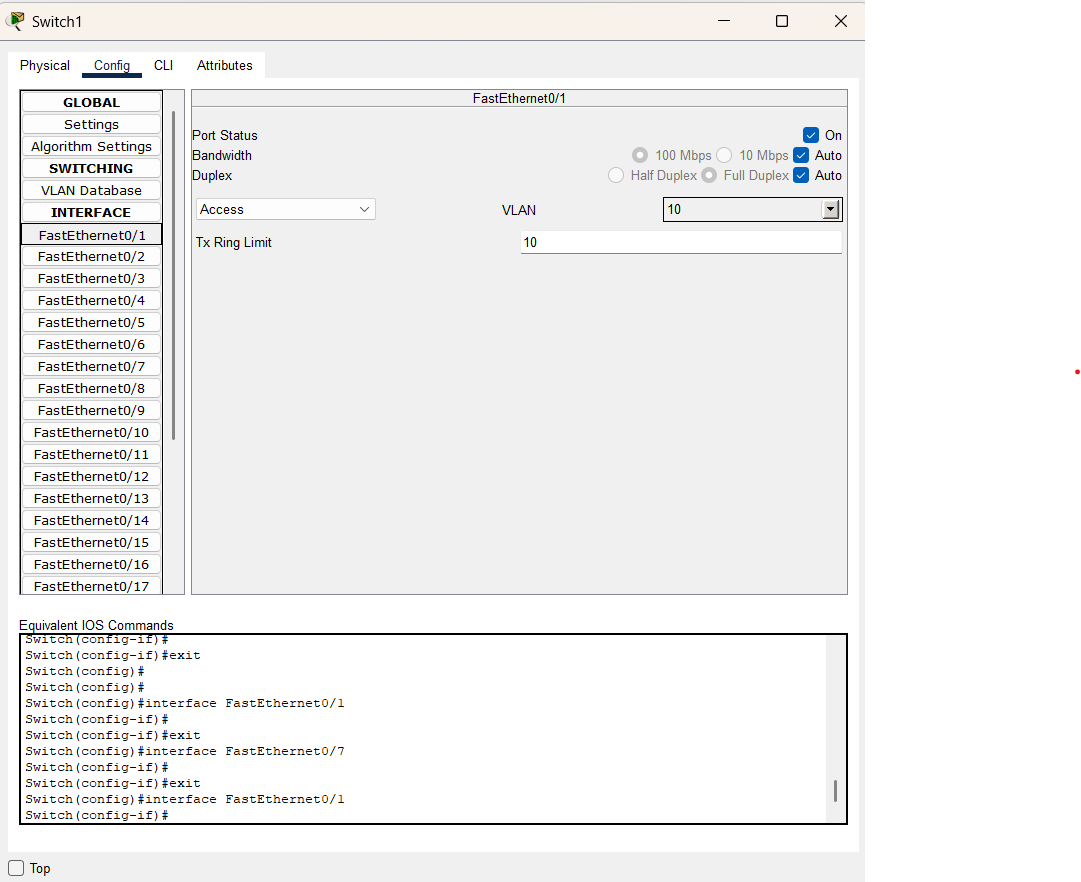 Switch1
Physical Config CLI Attributes
GLOBAL
Settings
Algorithm Settings
SWITCHING
VLAN Database
INTERFACE
FastEthernet0/1
FastEthernet0/2
FastEthernet0/3
FastEthernet0/4
FastEthernet0/5
FastEthernet0/6
FastEthernet0/7
FastEthernet0/8
FastEthernet0/9
FastEthernet0/10
FastEthernet0/11
FastEthernet0/12
FastEthernet0/13
FastEthernet0/14
FastEthernet0/15
FastEthernet0/16
FastEthernet0/17
FastEthernet0/1
Port Status On
Bandwidth 100 Mbps 10 Mbps Auto
Duplex Half Duplex Full Duplex Auto
Access VLAN 10
Tx Ring Limit 10
Equivalent IOS Commands
Switch(config-if)#
Switch(config-if)#exit
Switch(config)#
Switch(config)#
Switch(config)#interface FastEthernet0/1
Switch(config-if)#
Switch(config-if)#exit
Switch(config)#interface FastEthernet0/7
Switch(config-if)#
Switch(config-if)#exit
Switch(config)#interface FastEthernet0/1
Switch(config-if)#
Top